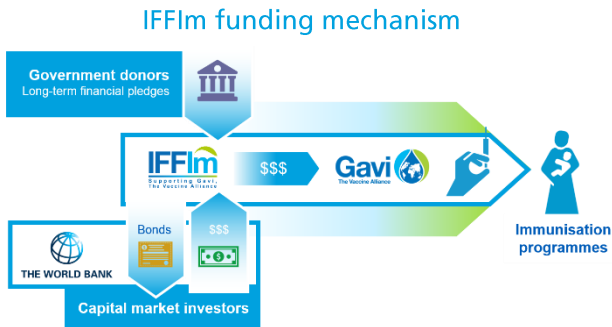 IFFIm funding mechanism
Government donors
Long-term financial pledges
IFFIm
Supporting Gavi,
The Vaccine Alliance
$$$
Gavi
The Vaccine Alliance
Immunisation
programmes
Bonds
$$$
$
THE WORLD BANK
Capital market investors